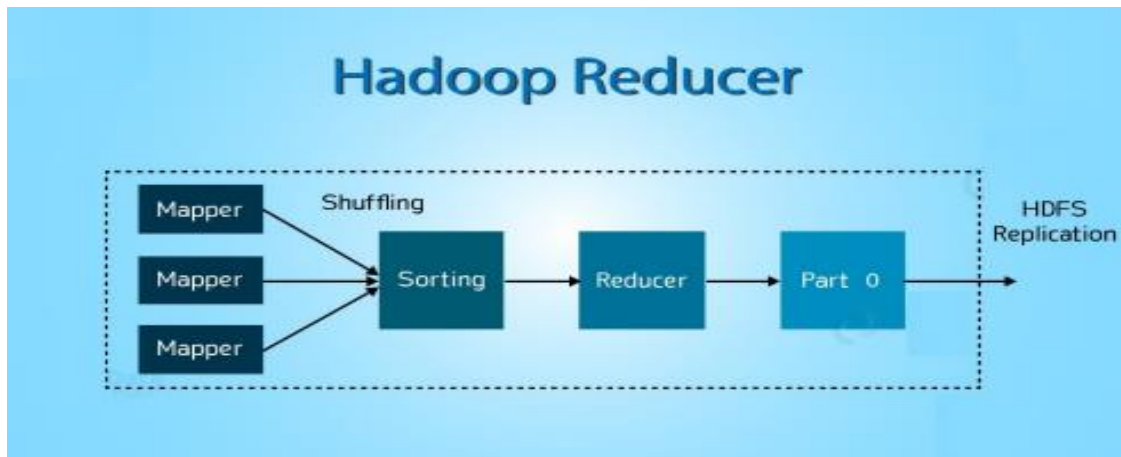 Hadoop Reducer
Mapper
Shuffling
HDFS
Replication
Mapper
Sorting
Reducer
Part 0
Mapper